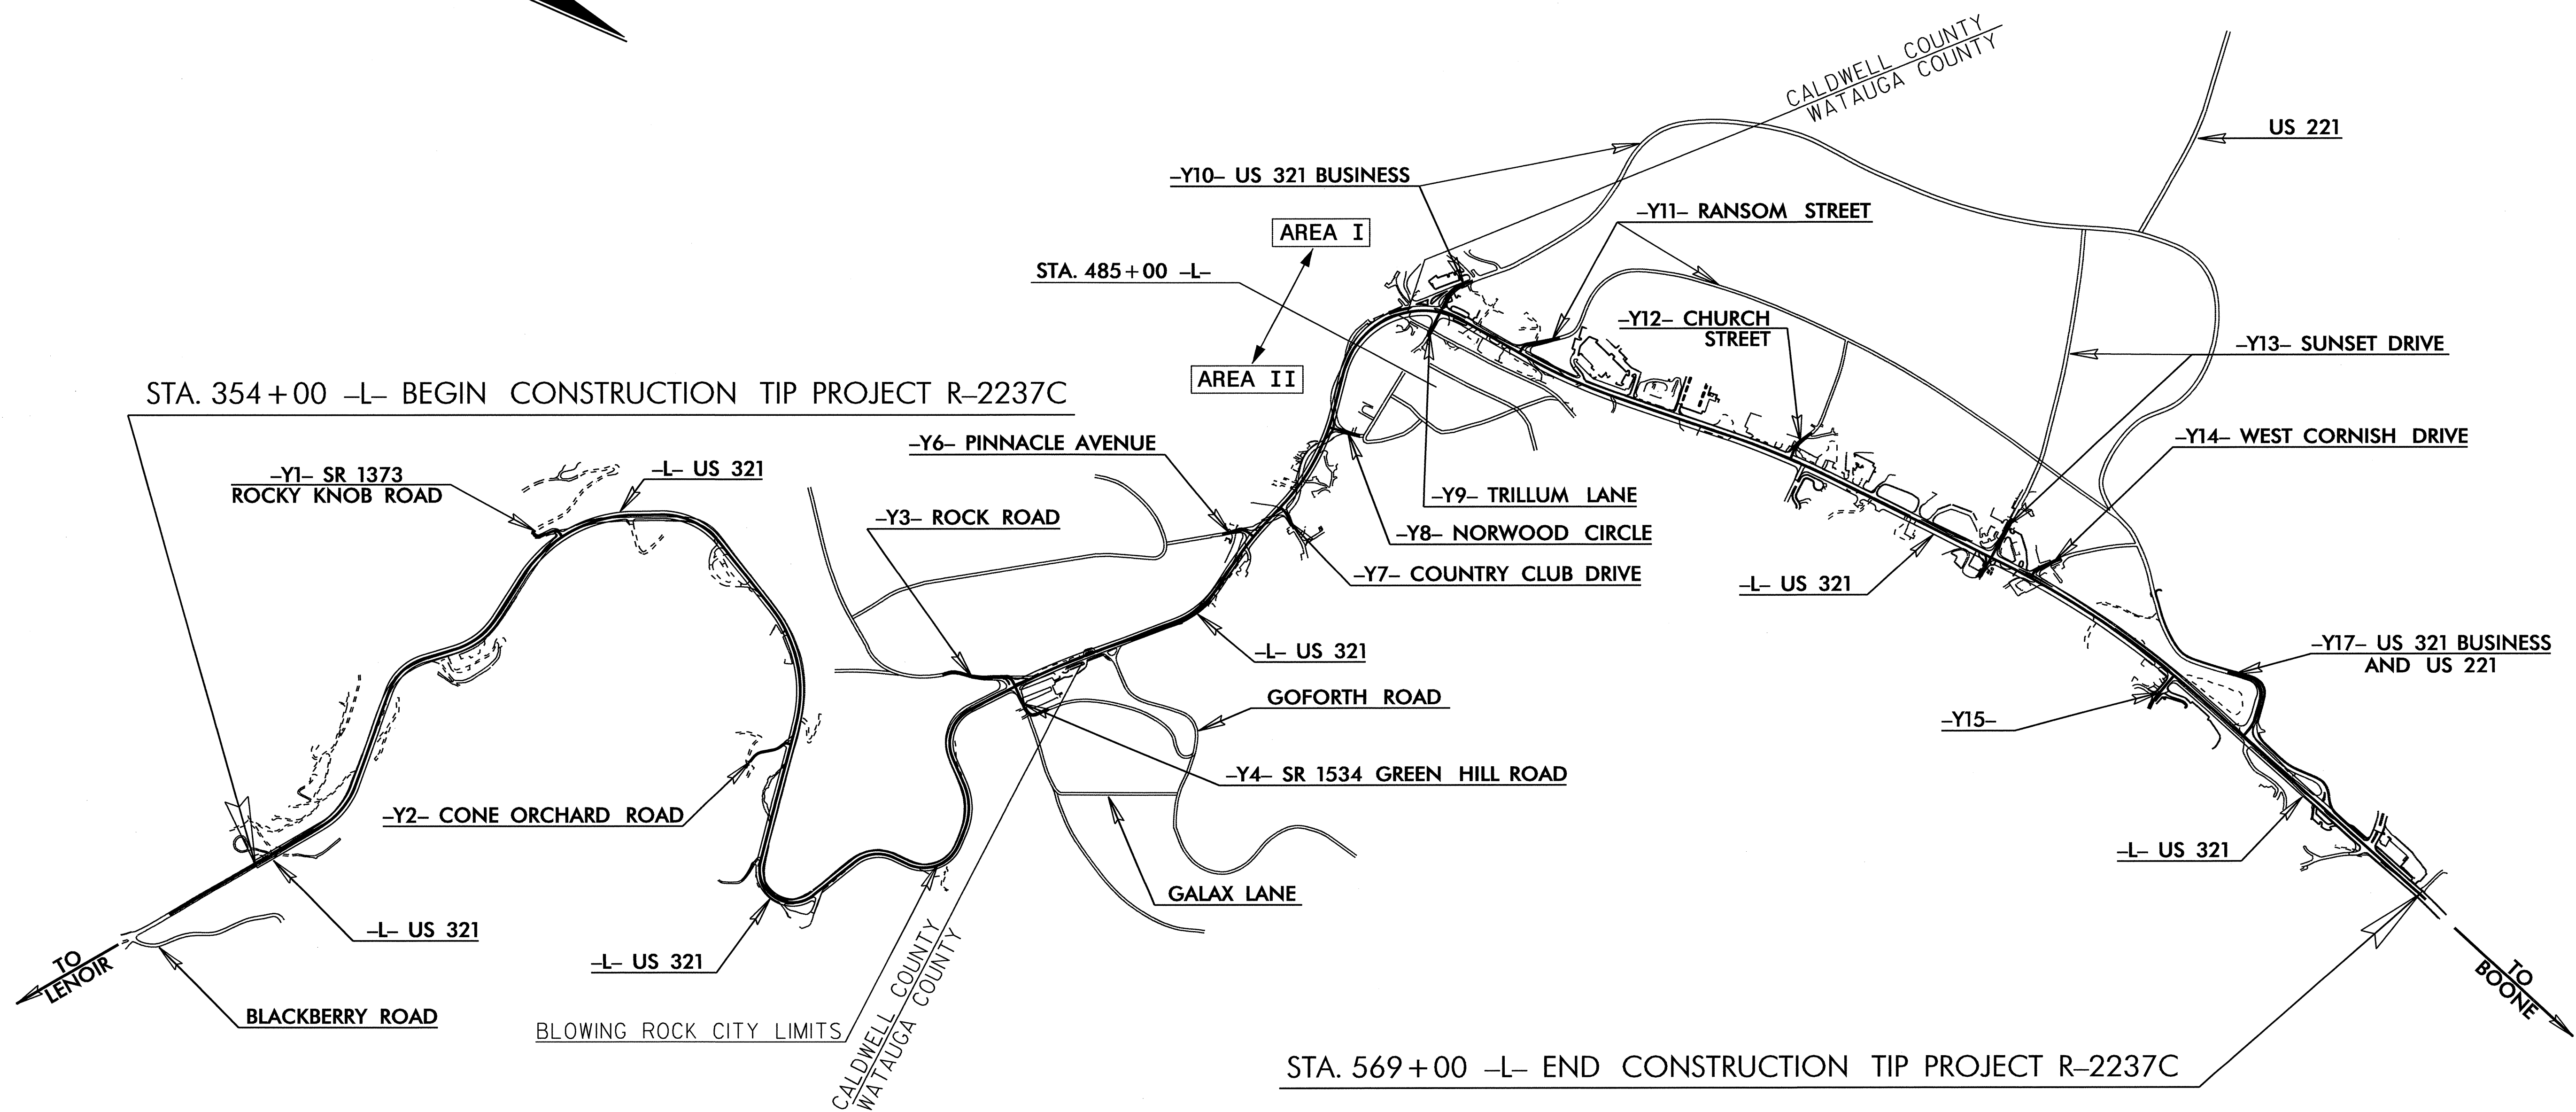 CALDWELL COUNTY
WATAUGA COUNTY
US 221
–Y10– US 321 BUSINESS
–Y11– RANSOM STREET
AREA I
STA. 485+00 –L–
–Y12– CHURCH
STREET
–Y13– SUNSET DRIVE
AREA II
STA. 354+00 –L– BEGIN CONSTRUCTION TIP PROJECT R–2237C
–Y6– PINNACLE AVENUE
–Y14– WEST CORNISH DRIVE
–Y1– SR 1373
ROCKY KNOB ROAD
–L– US 321
–Y9– TRILLUM LANE
–Y3– ROCK ROAD
–Y8– NORWOOD CIRCLE
–Y7– COUNTRY CLUB DRIVE
–L– US 321
–L– US 321
–Y17– US 321 BUSINESS
AND US 221
GOFORTH ROAD
–Y15–
–Y4– SR 1534 GREEN HILL ROAD
–Y2– CONE ORCHARD ROAD
–L– US 321
GALAX LANE
–L– US 321
–L– US 321
TO
LENOIR
TO
BOONE
BLACKBERRY ROAD
BLOWING ROCK CITY LIMITS
CALDWELL COUNTY
WATAUGA COUNTY
STA. 569+00 –L– END CONSTRUCTION TIP PROJECT R–2237C